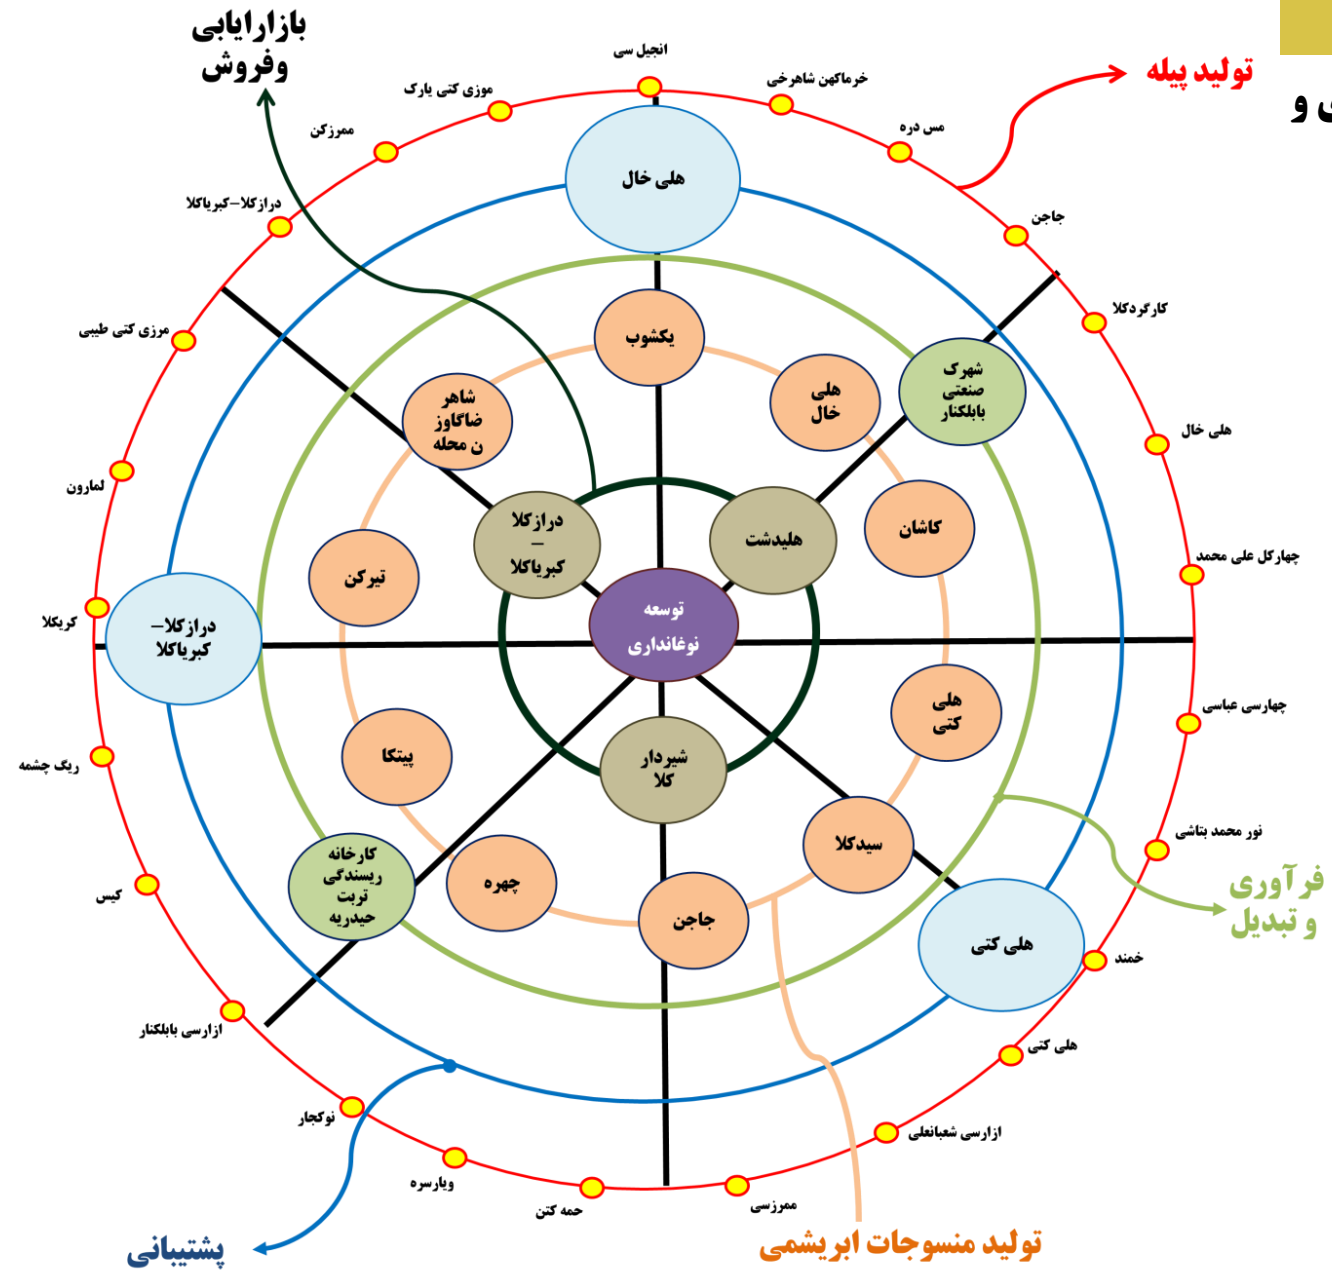 بازارایابی
وفروش
تولید پیله
ی و
انجیل سی
خرماکهن شاهرخی
مس دره
جاجن
کارگردکلا
هلی خال
چهارکل علی محمد
چهارسی عباسی
نور محمد بتاشی
خمند
هلی کتی
ازارسی شعبانعلی
ممرزسی
حمه کتن
ویارسره
نوکجار
ازارسی بابلکنار
کیس
ریگ چشمه
کریکلا
لمارون
مرزی کتی طیبی
درازکلا–کبریاکلا
ممرزکن
موزی کتی یارک
هلی خال
درازکلا–
کبریاکلا
هلی کتی
شهرک
صنعتی
بابلکنار
کارخانه
ریسندگی
تربت
حیدریه
یکشوب
هلی
خال
کاشان
هلی
کتی
سیدکلا
جاجن
چهره
پیتکا
تیرکن
شاهر
ضاگاوز
ن محله
درازکلا
–
کبریاکلا
هلیدشت
شیردار
کلا
توسعه
نوغانداری
فرآوری
و تبدیل
تولید منسوجات ابریشمی
پشتیبانی